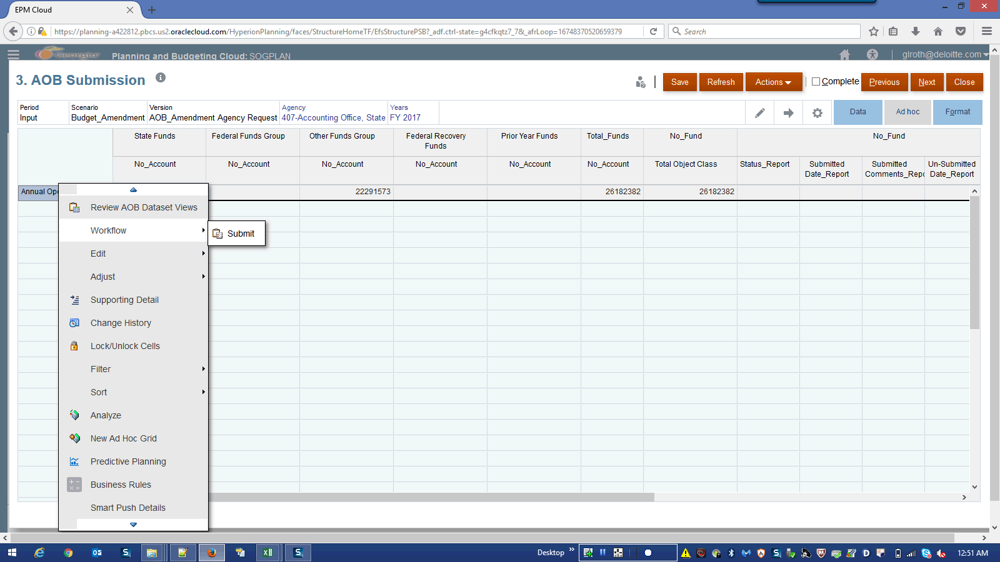 EPM Cloud
https://planning-a422812.pbcs.us2.oraclecloud.com/HyperionPlanning/faces/StructureHomeTF/EfsStructurePSB?_adf.ctrl-state=g4cfkqtz7_7&_afrLoop=16748370520659379
Search
Georgia
Planning and Budgeting Cloud: SOGPLAN
glroth@deloitte.com
3. AOB Submission
Save
Refresh
Actions
Complete
Previous
Next
Close
Period
Input
Scenario
Budget_Amendment
Version
AOB_Amendment Agency Request
Agency
407-Accounting Office, State
Years
FY 2017
Data
Ad hoc
Format
State Funds
Federal Funds Group
Other Funds Group
Federal Recovery
Funds
Prior Year Funds
Total_Funds
No_Fund
No_Fund
No_Account
No_Account
No_Account
No_Account
No_Account
No_Account
Total Object Class
Status_Report
Submitted
Date_Report
Submitted
Comments_Repo
Un-Submitted
Date_Report
Annual Ope
22291573
26182382
26182382
Review AOB Dataset Views
Workflow
Submit
Edit
Adjust
Supporting Detail
Change History
Lock/Unlock Cells
Filter
Sort
Analyze
New Ad Hoc Grid
Predictive Planning
Business Rules
Smart Push Details
Desktop
12:51 AM